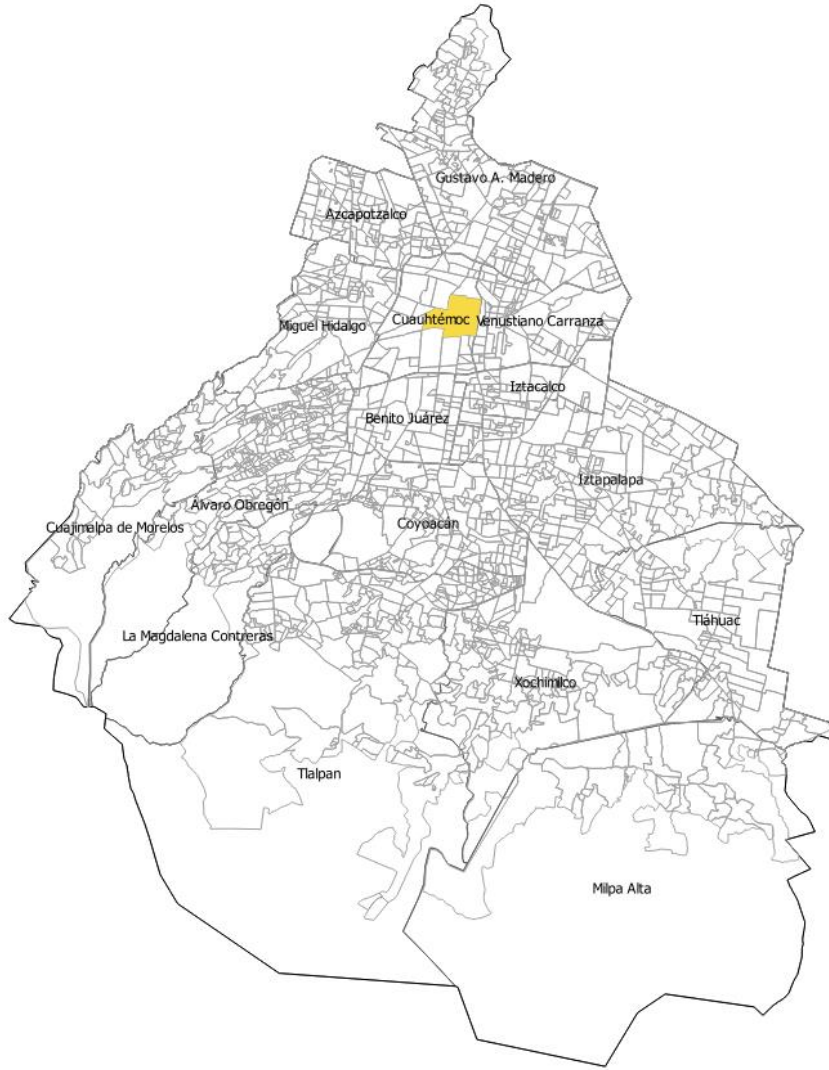 Gustavo A. Madero
Azcapotzalco
Miguel Hidalgo
Cuauhtémoc
Venustiano Carranza
Iztacalco
Benito Juárez
Iztapalapa
Álvaro Obregón
Cuajimalpa de Morelos
Coyoacán
La Magdalena Contreras
Tláhuac
Xochimilco
Tlalpan
Milpa Alta